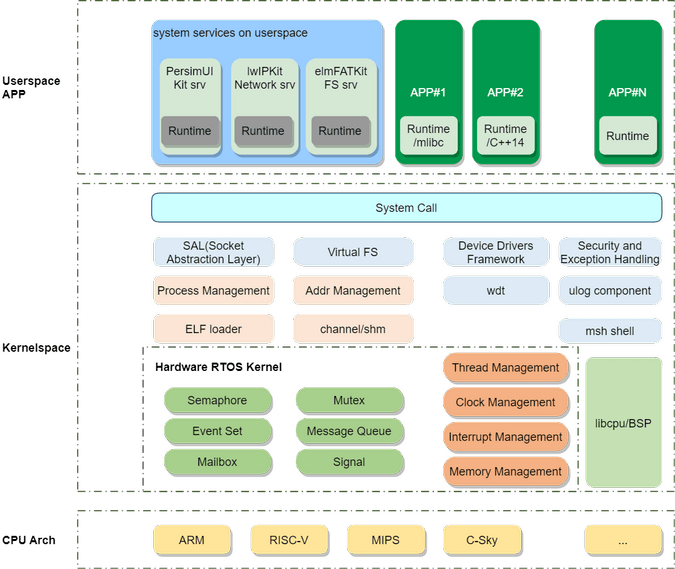 Userspace
APP
system services on userspace
PersimUI
Kit srv
Runtime
lwIPKit
Network srv
Runtime
elmFATKit
FS srv
Runtime
APP#1
Runtime
/mlibc
APP#2
Runtime
/C++14
APP#N
Runtime
Kernelspace
System Call
SAL(Socket
Abstraction Layer)
Virtual FS
Device Drivers
Framework
Security and
Exception Handling
Process Management
Addr Management
wdt
ulog component
ELF loader
channel/shm
msh shell
Hardware RTOS Kernel
Semaphore
Mutex
Event Set
Message Queue
Mailbox
Signal
Thread Management
Clock Management
Interrupt Management
Memory Management
libcpu/BSP
CPU Arch
ARM
RISC-V
MIPS
C-Sky
...